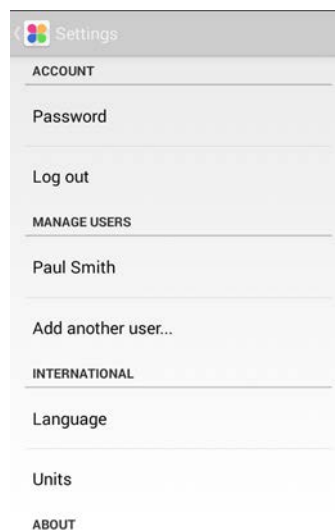 Settings
ACCOUNT
Password
Log out
MANAGE USERS
Paul Smith
Add another user...
INTERNATIONAL
Language
Units
ABOUT